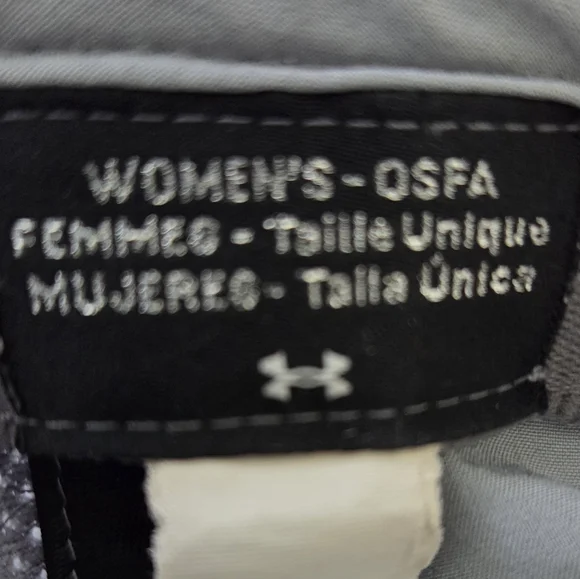 WOMEN'S - OSFA
FEMMES - Taille Unique
MUJERES - Talla Única